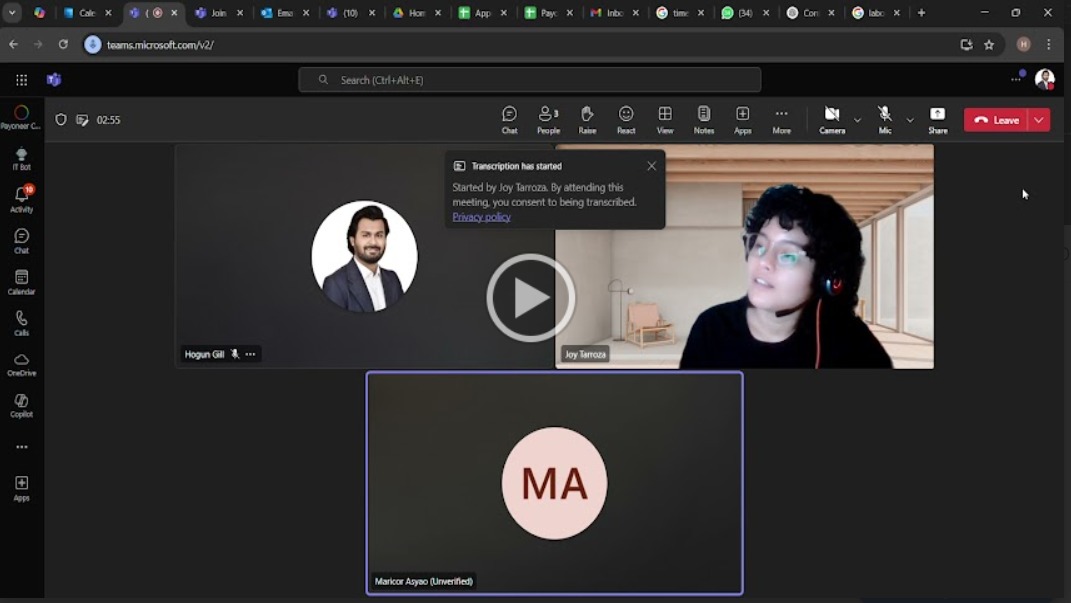 Cale
(
Join
Ema
(10)
Hom
App
Payc
Inbo
time
(34)
Con
labo
teams.microsoft.com/v2/
H
Search (Ctrl+Alt+E)
02:55
Chat
People
3
Raise
React
View
Notes
Apps
More
Camera
Mic
Share
Leave
Payoneer C...
IT Bot
10
Activity
Chat
Calendar
Calls
OneDrive
Copilot
Apps
Transcription has started
Started by Joy Tarroza. By attending this
meeting, you consent to being transcribed.
Privacy policy
Hogun Gill
Joy Tarroza
MA
Maricor Asyao (Unverified)